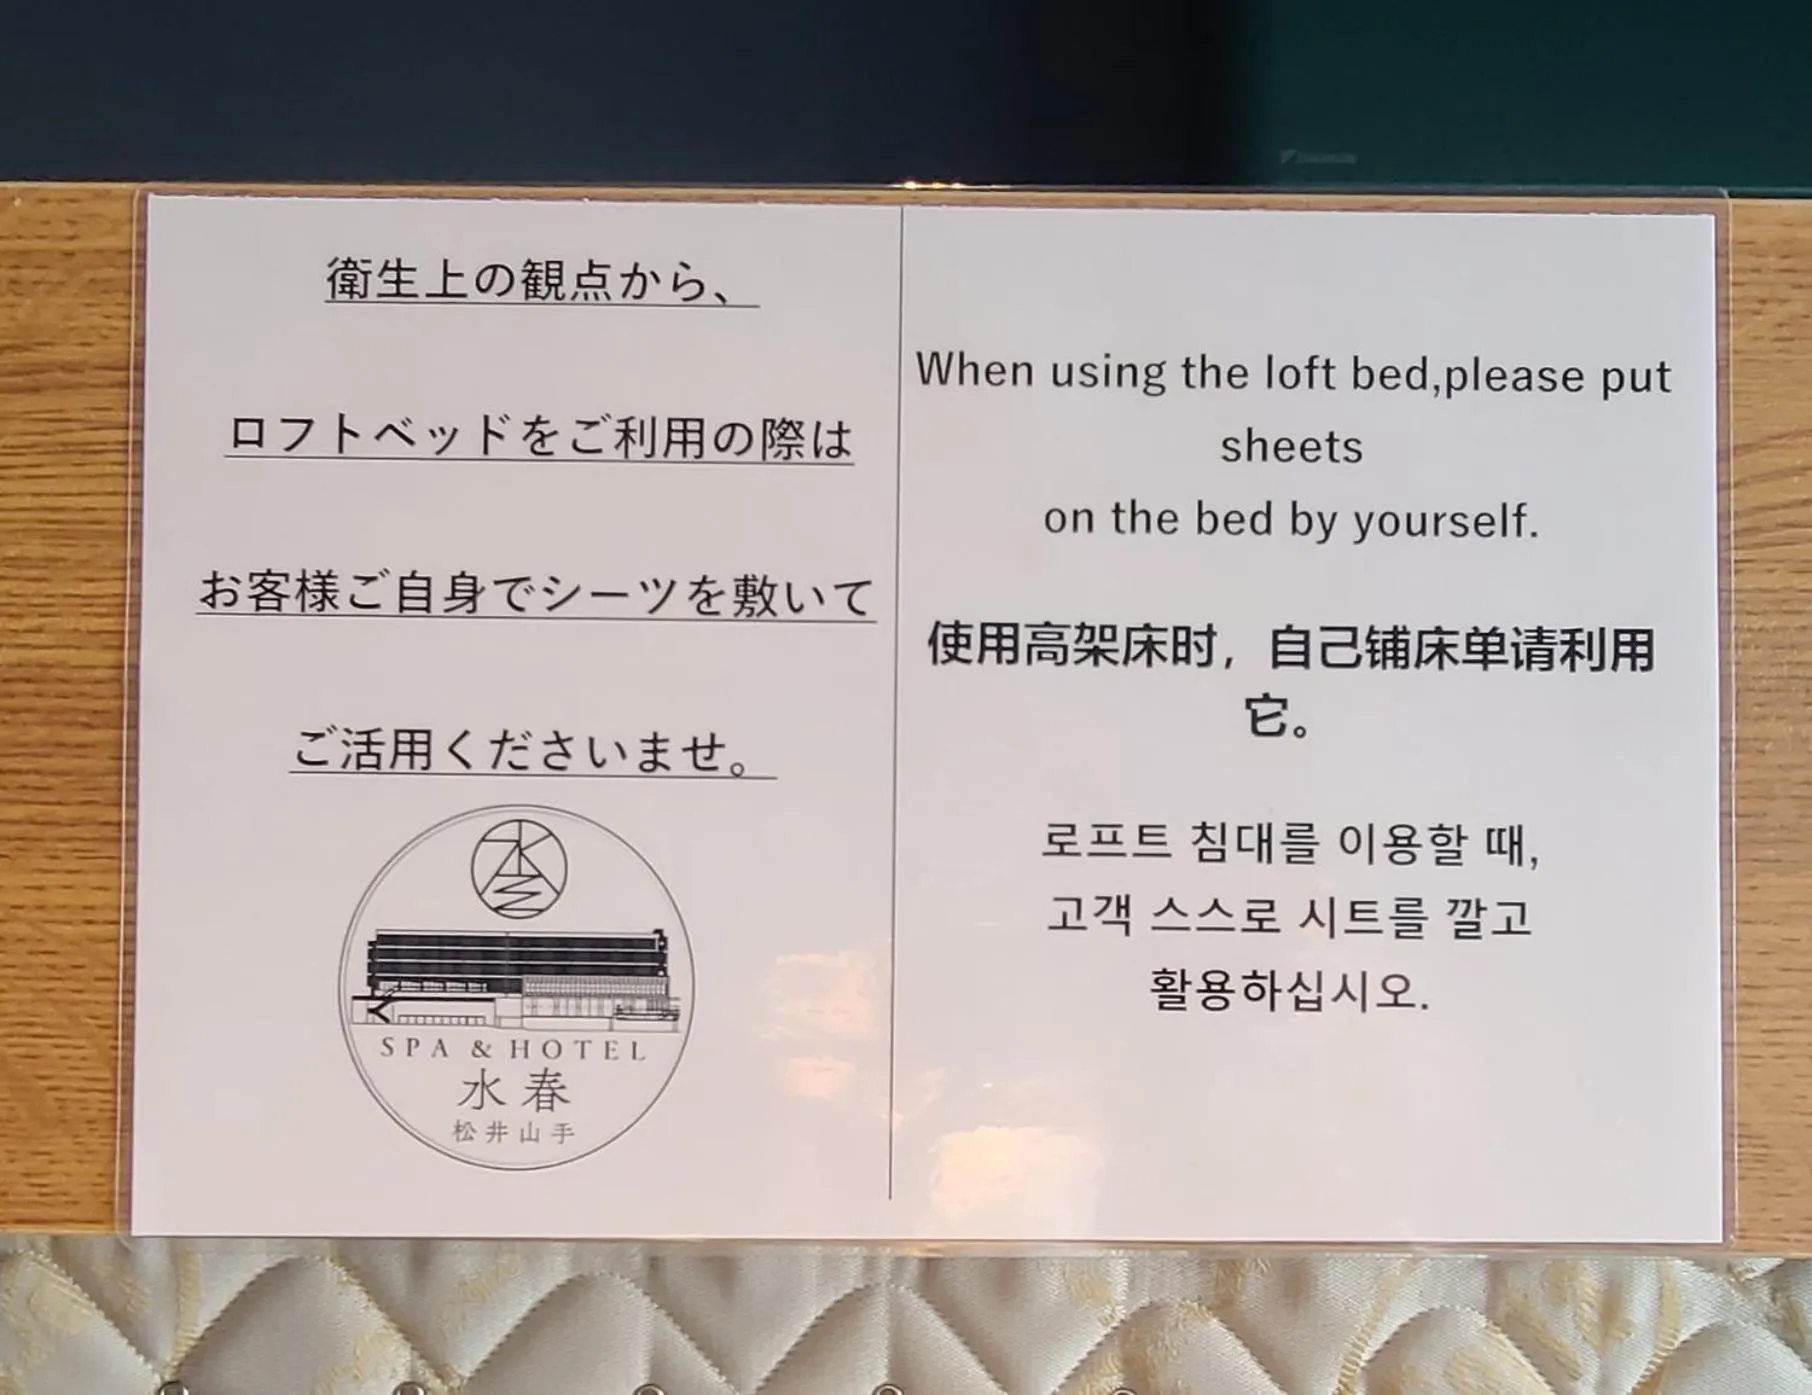 衛生上の観点から、
ロフトベッドをご利用の際は
お客様ご自身でシーツを敷いて
ご活用くださいませ。
SPA & HOTEL
水春
松井山手
When using the loft bed,please put
sheets
on the bed by yourself.
使用高架床时，自己铺床单请利用
它。
로프트 침대를 이용할 때,
고객 스스로 시트를 깔고
활용하십시오.